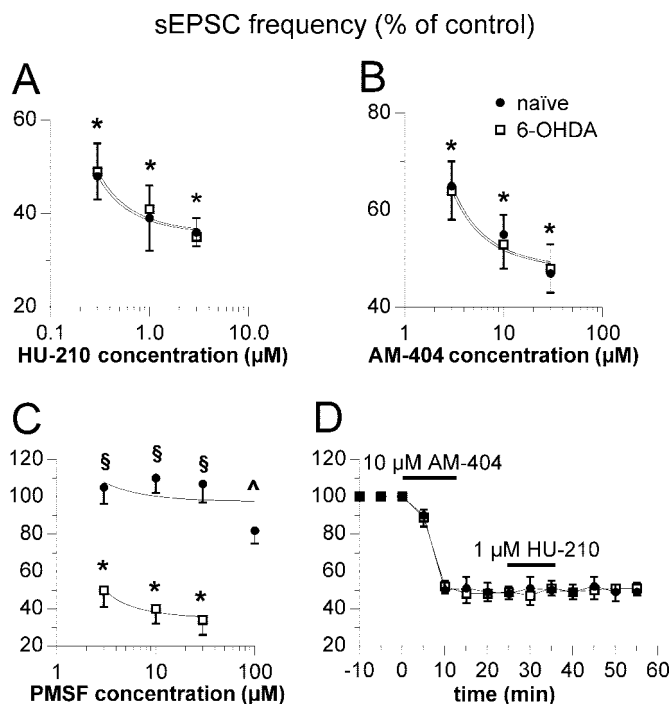 sEPSC frequency (% of control)
A
60
40
20
0.1
1.0
10.0
HU-210 concentration (µM)
* * *
B
80
60
40
1
10
100
AM-404 concentration (µM)
naïve
6-OHDA
* * *
C
120
100
80
60
40
20
1
10
100
PMSF concentration (µM)
§ § § ^
* * *
D
120
100
80
60
40
20
-10 0 10 20 30 40 50 60
time (min)
10 µM AM-404
1 µM HU-210